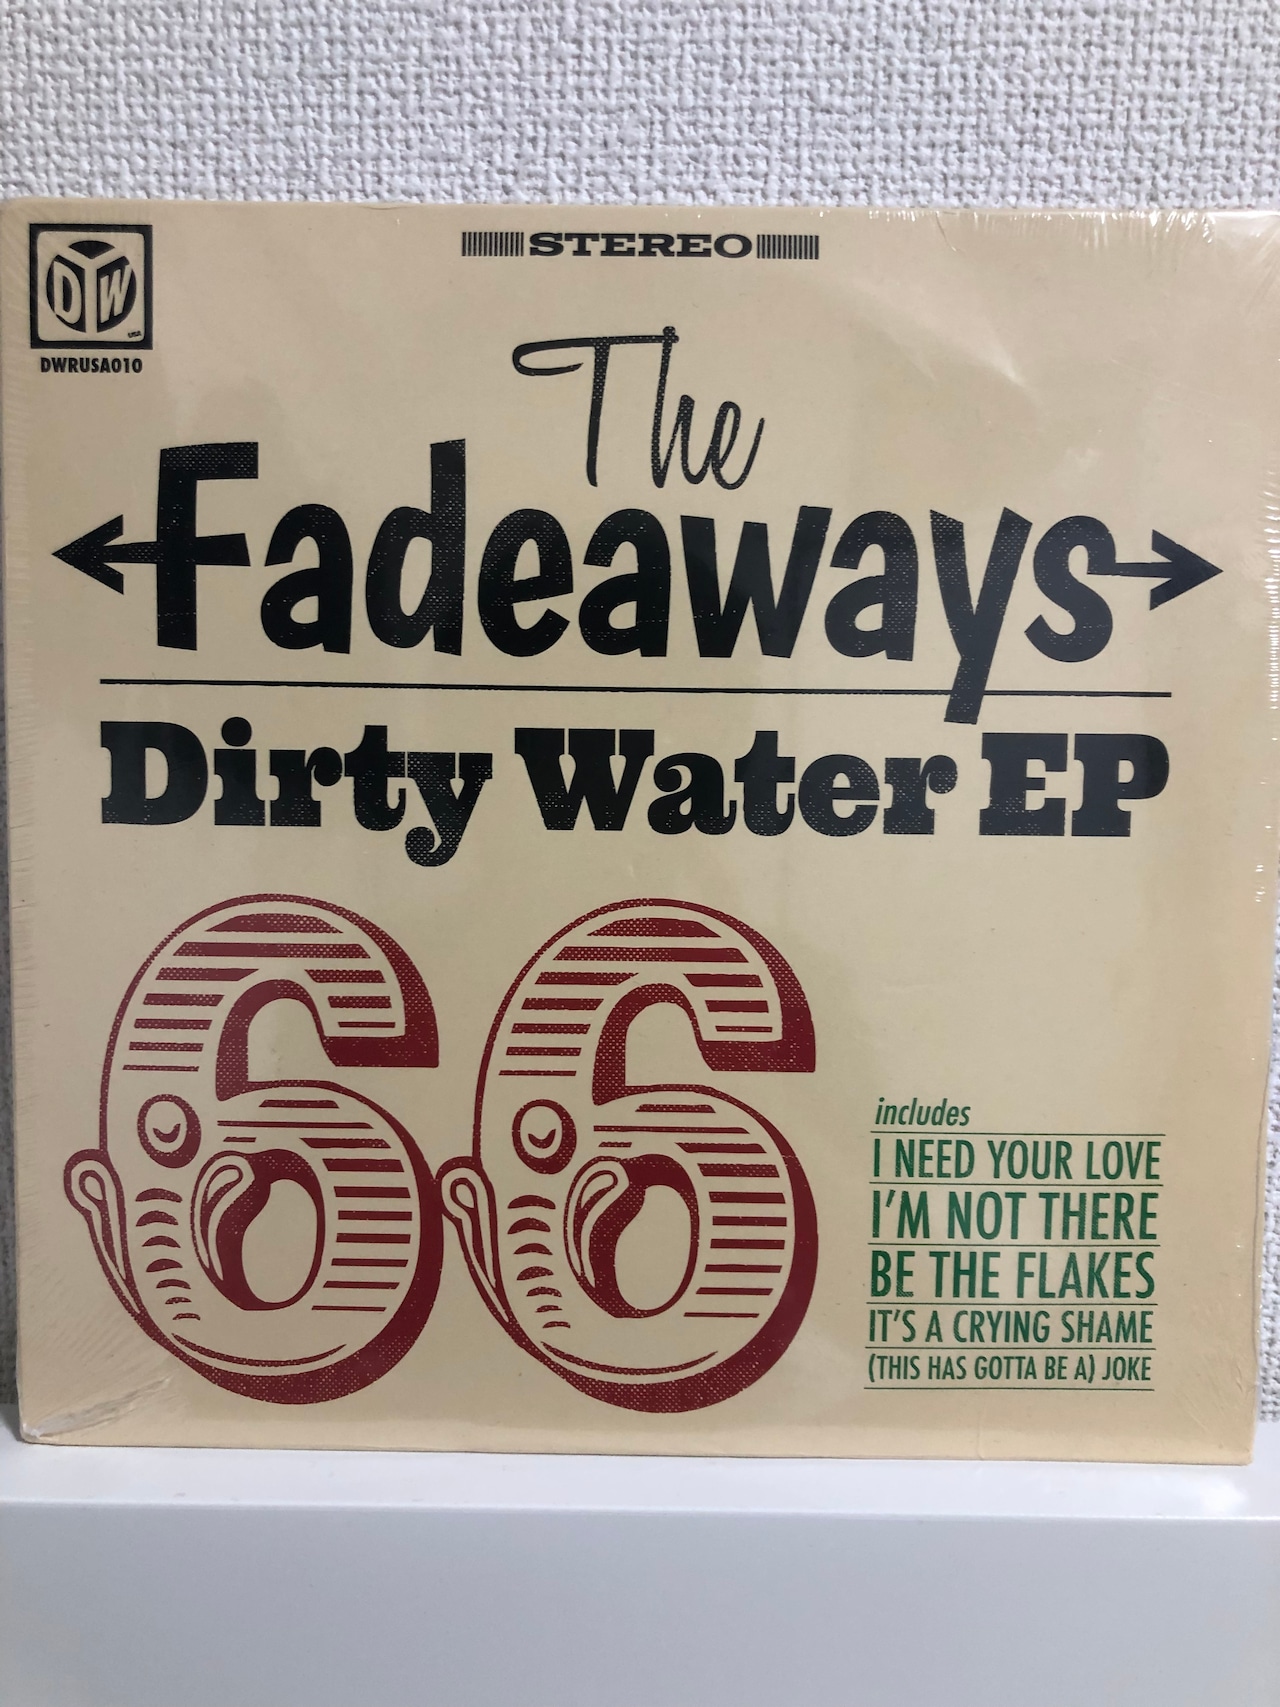 STEREO
DYW
USA
DWRUSA010
The
Fadeaways
Dirty Water EP
66
includes
I NEED YOUR LOVE
I'M NOT THERE
BE THE FLAKES
IT'S A CRYING SHAME
(THIS HAS GOTTA BE A) JOKE